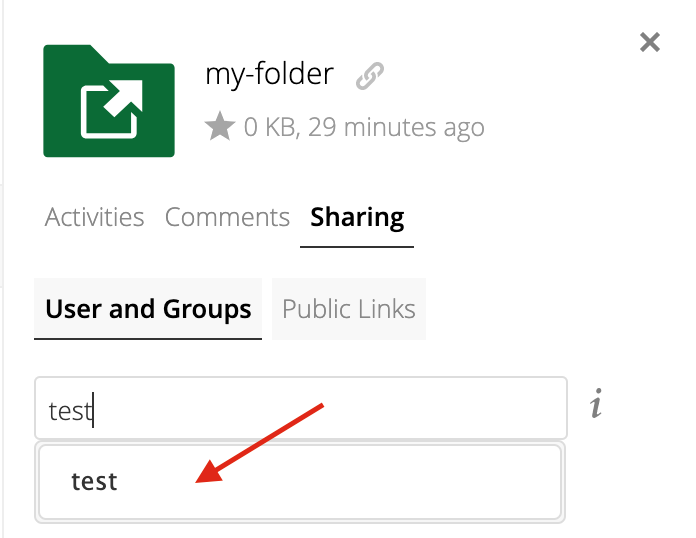 my-folder
0 KB, 29 minutes ago
Activities Comments Sharing
User and Groups Public Links
test
test